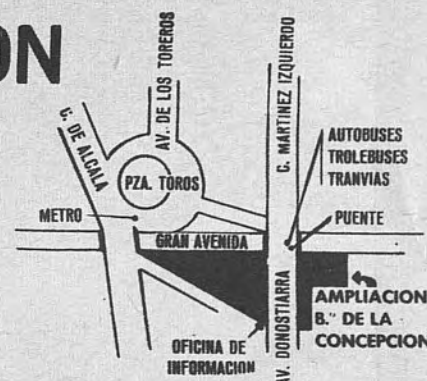 ON
C. DE ALCALA
AV. DE LOS TOREROS
C. MARTINEZ IZQUIERDO
PZA. TOROS
METRO
AUTOBUSES
TROLEBUSES
TRANVIAS
PUENTE
GRAN AVENIDA
AV. DONOSTIARRA
OFICINA DE
INFORMACION
AMPLIACION
B.º DE LA
CONCEPCION